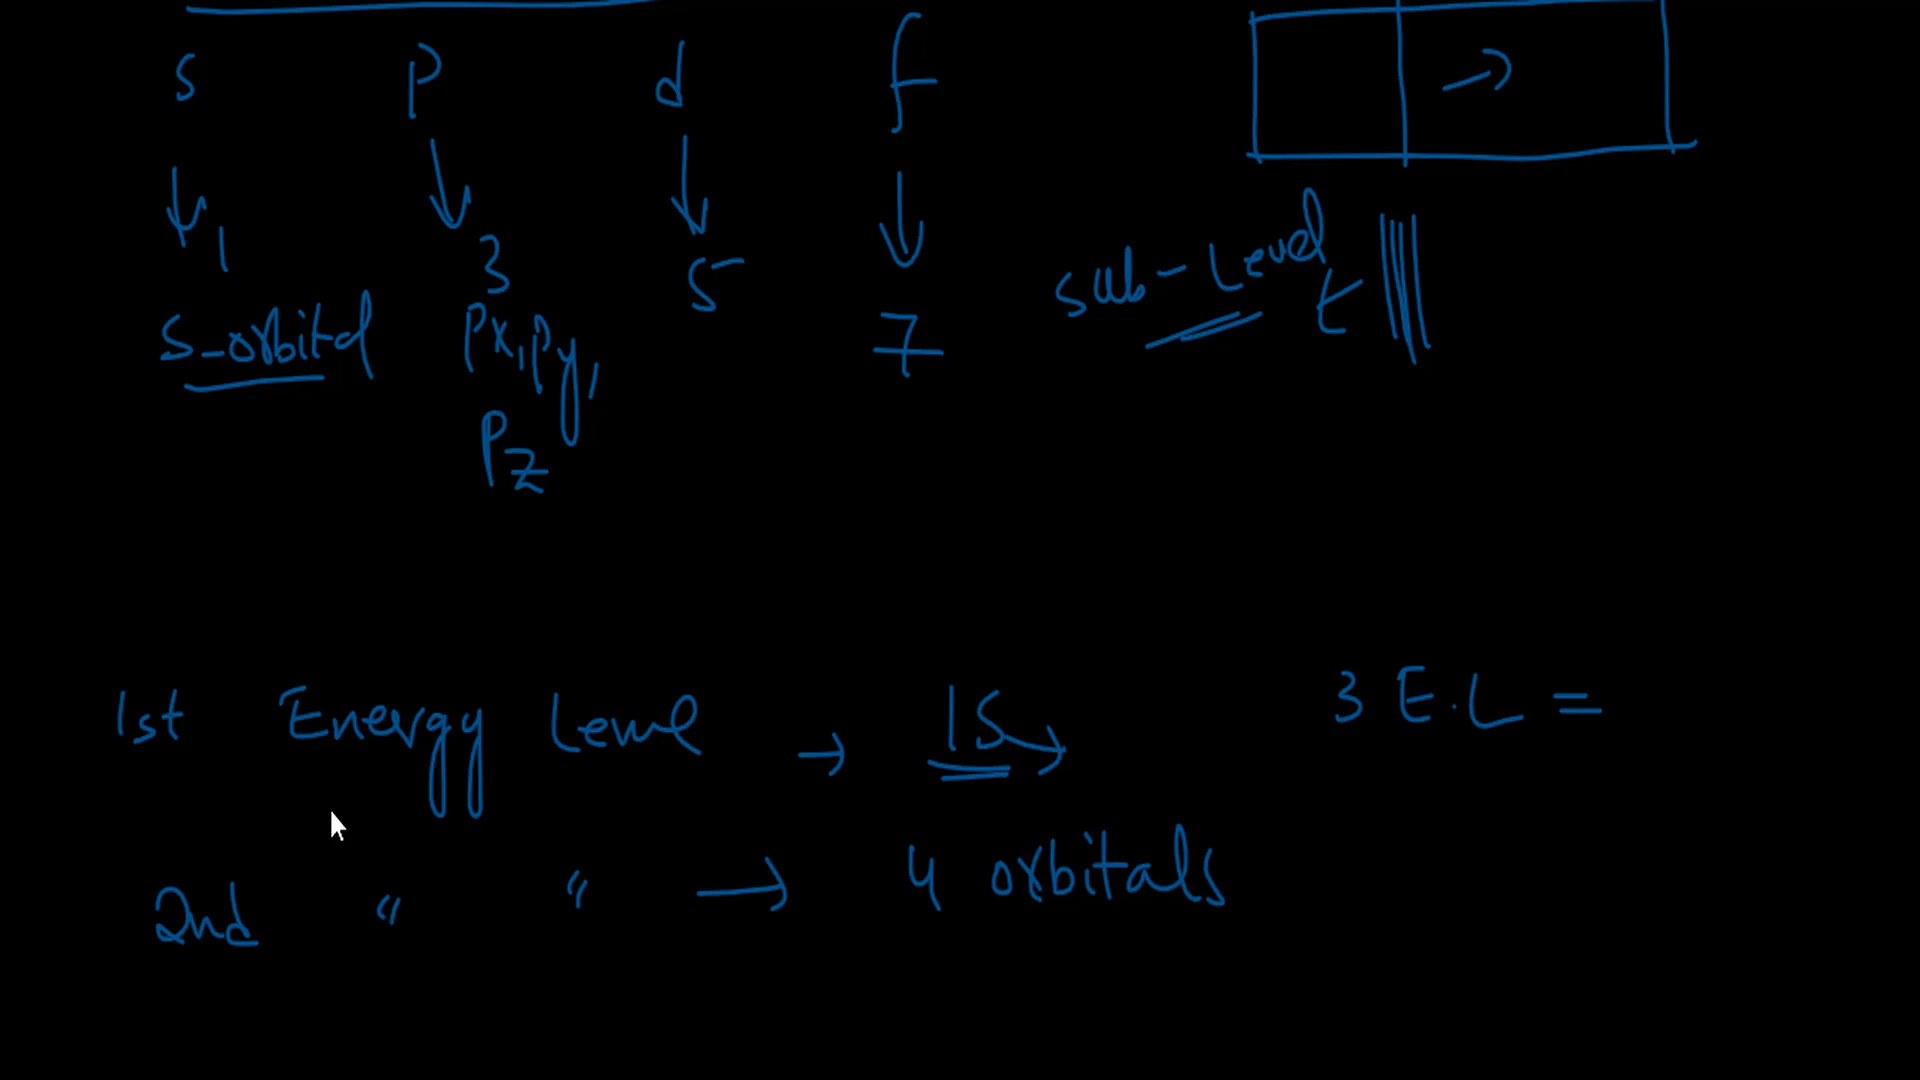 s p d f
1
3
5
7
s-orbital
Px, Py,
Pz
sub-Level
1st Energy Level → 1S →
3 E.L =
2nd " " → 4 orbitals